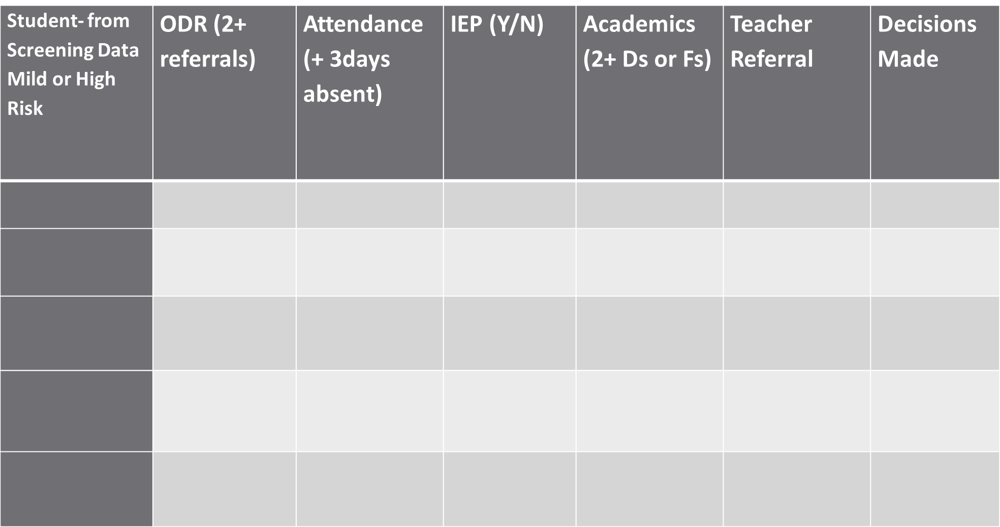 Student- from
Screening Data
Mild or High
Risk
ODR (2+
referrals)
Attendance
(+ 3days
absent)
IEP (Y/N)
Academics
(2+ Ds or Fs)
Teacher
Referral
Decisions
Made